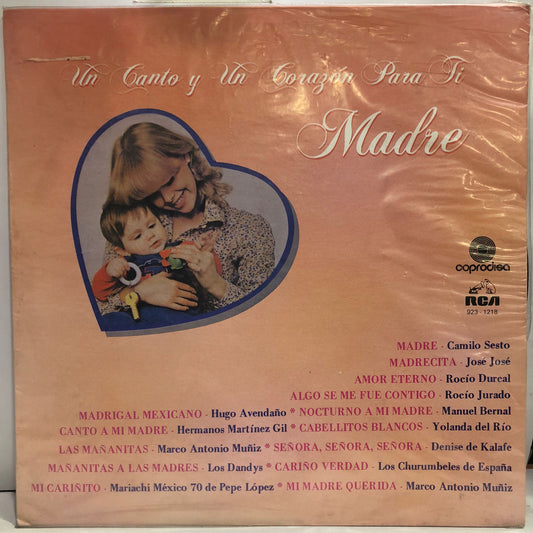 Un Canto y Un Corazón Para Ti
Madre
coprodisa
RCA
923 - 1218
MADRE - Camilo Sesto
MADRECITA - José José
AMOR ETERNO - Rocío Durcal
ALGO SE ME FUE CONTIGO - Rocío Jurado
MADRIGAL MEXICANO - Hugo Avendaño * NOCTURNO A MI MADRE - Manuel Bernal
CANTO A MI MADRE - Hermanos Martínez Gil * CABELLITOS BLANCOS - Yolanda del Río
LAS MAÑANITAS - Marco Antonio Muñiz * SEÑORA, SEÑORA, SEÑORA - Denise de Kalafe
MAÑANITAS A LAS MADRES - Los Dandys * CARIÑO VERDAD - Los Churumbeles de España
MI CARIÑITO - Mariachi México 70 de Pepe López * MI MADRE QUERIDA - Marco Antonio Muñiz